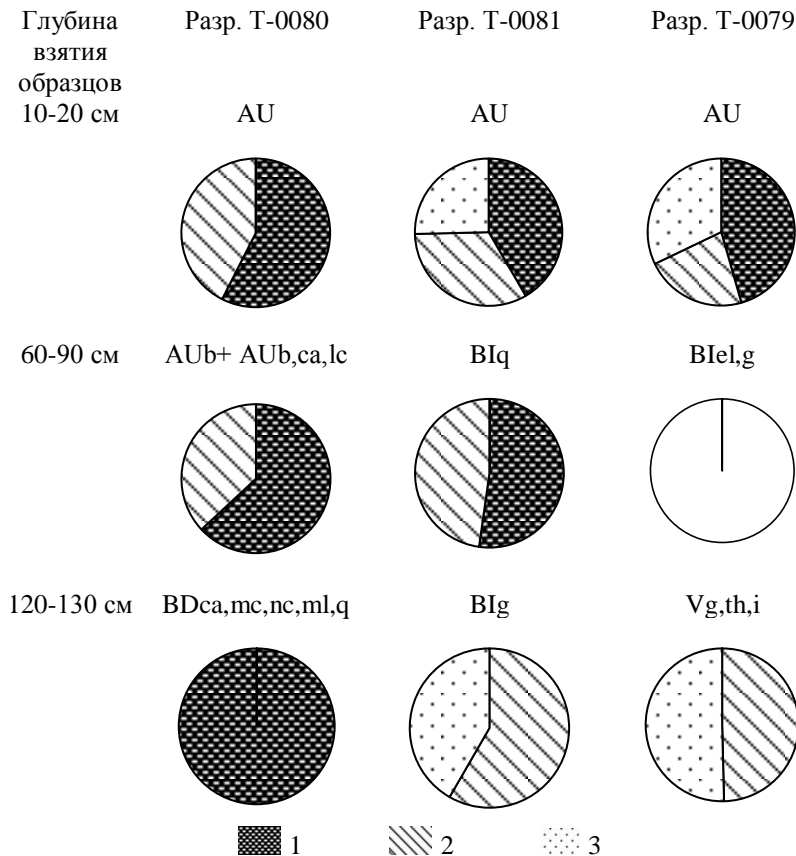 Глубина
взятия
образцов
Разр. Т-0080
Разр. Т-0081
Разр. Т-0079
10-20 см
AU
AU
AU
60-90 см
AUb+ AUb,ca,lc
BIq
BIel,g
120-130 см
BDca,mc,nc,ml,q
BIg
Vg,th,i
1
2
3